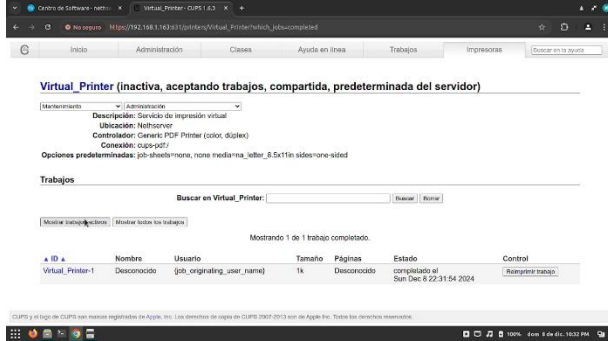 Centro de Software - neths
Virtual_Printer - CUPS 1.6.3
No seguro https://192.168.1.163:631/printers/Virtual_Printer?which_jobs=completed
Inicio Administración Clases Ayuda en línea Trabajos Impresoras Buscar en la ayuda
Virtual_Printer (inactiva, aceptando trabajos, compartida, predeterminada del servidor)
Mantenimiento Administración
Descripción: Servicio de impresión virtual
Ubicación: Nethserver
Controlador: Generic PDF Printer (color, dúplex)
Conexión: cups-pdf:/
Opciones predeterminadas: job-sheets=none, none media=na_letter_8.5x11in sides=one-sided
Trabajos
Buscar en Virtual_Printer: Buscar Borrar
Mostrar trabajos activos Mostrar todos los trabajos
Mostrando 1 de 1 trabajo completado.
▲ ID ▲ Nombre Usuario Tamaño Páginas Estado Control
Virtual_Printer-1 Desconocido {job_originating_user_name} 1k Desconocido completado el Reimprimir trabajo
Sun Dec 8 22:31:54 2024
CUPS y el logo de CUPS son marcas registradas de Apple, Inc. Los derechos de copia de CUPS 2007-2013 son de Apple Inc. Todos los derechos reservados.
100% dom 8 de dic. 10:32 PM